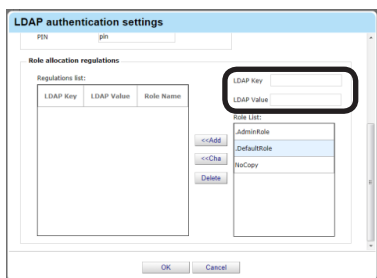 LDAP authentication settings
PIN pin
Role allocation regulations
Regulations list:
LDAP Key
LDAP Value
LDAP Key LDAP Value Role Name
Role List:
.AdminRole
<<Add
.DefaultRole
<<Cha
NoCopy
Delete
OK Cancel